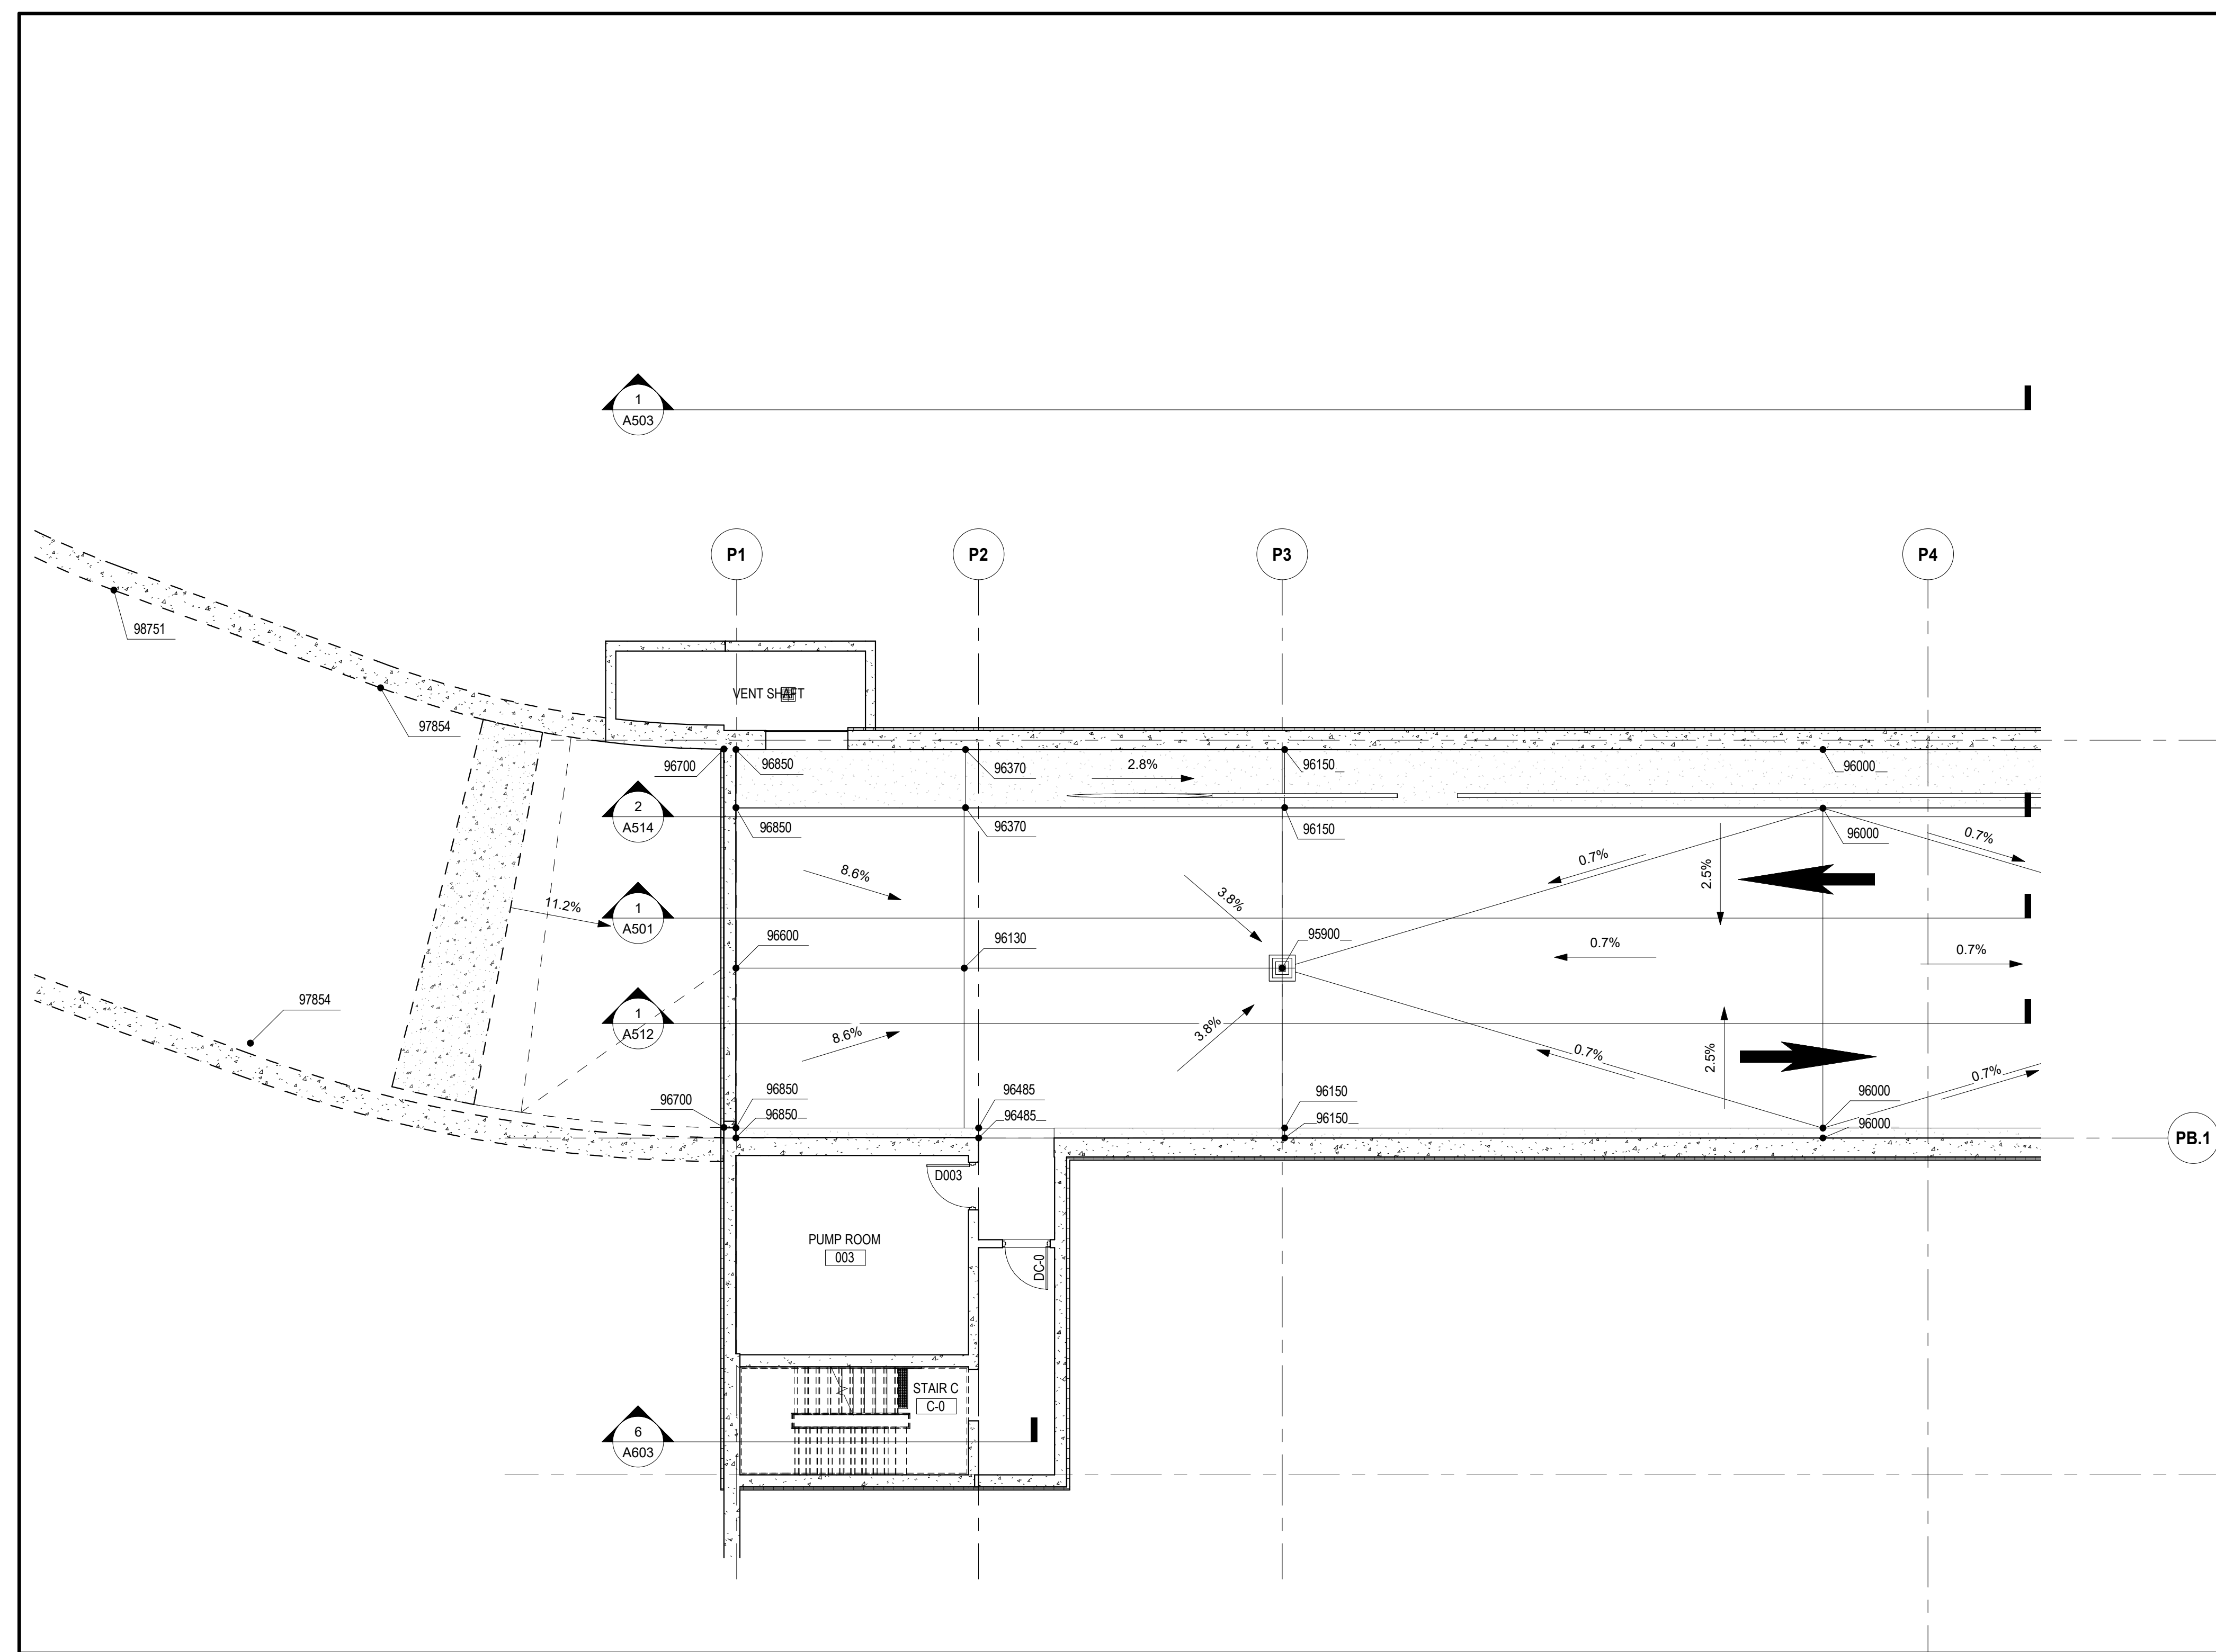 1
A503
P1
P2
P3
P4
98751
97854
VENT SHAFT
96700
96850
96370
2.8%
96150
96000
2
A514
96850
96370
96150
96000
0.7%
8.6%
3.8%
0.7%
2.5%
11.2%
1
A501
96600
96130
95900
0.7%
0.7%
97854
1
A512
8.6%
3.8%
0.7%
2.5%
0.7%
96700
96850
96850
96485
96485
96150
96150
96000
96000
PB.1
D003
PUMP ROOM
003
DC-0
STAIR C
C-0
6
A603